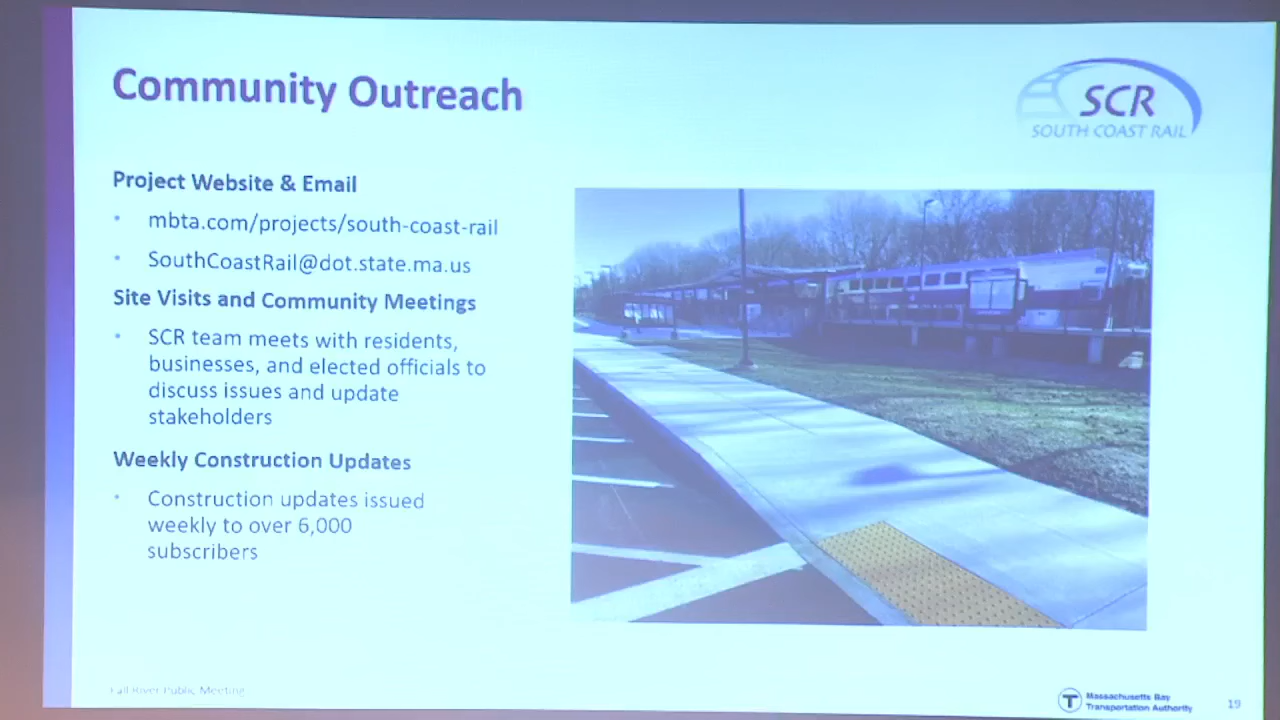 Community Outreach
SCR
SOUTH COAST RAIL
Project Website & Email
• mbta.com/projects/south-coast-rail
• SouthCoastRail@dot.state.ma.us
Site Visits and Community Meetings
• SCR team meets with residents,
businesses, and elected officials to
discuss issues and update
stakeholders
Weekly Construction Updates
• Construction updates issued
weekly to over 6,000
subscribers
Fall River Public Meeting
T
Massachusetts Bay
Transportation Authority
19